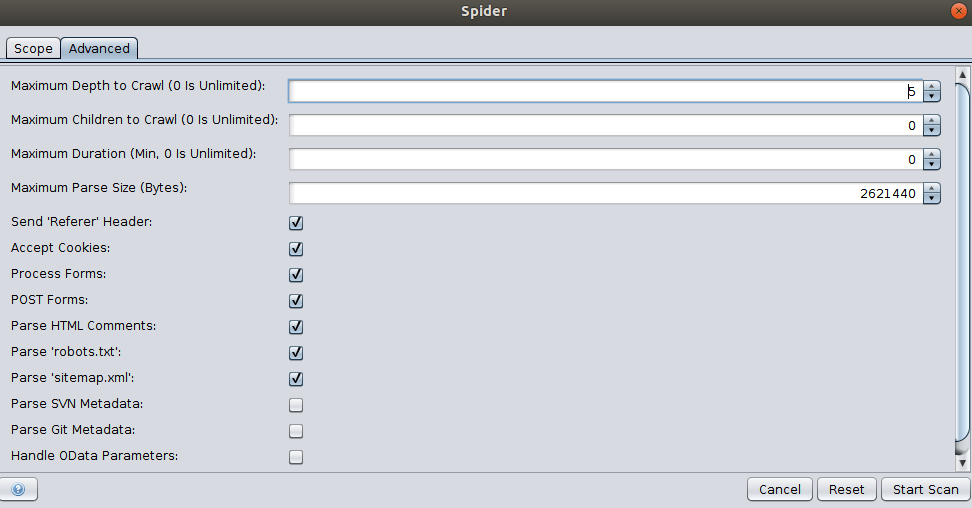 Spider
Scope Advanced
Maximum Depth to Crawl (0 Is Unlimited): 5
Maximum Children to Crawl (0 Is Unlimited): 0
Maximum Duration (Min, 0 Is Unlimited): 0
Maximum Parse Size (Bytes): 2621440
Send 'Referer' Header:
Accept Cookies:
Process Forms:
POST Forms:
Parse HTML Comments:
Parse 'robots.txt':
Parse 'sitemap.xml':
Parse SVN Metadata:
Parse Git Metadata:
Handle OData Parameters:
Cancel Reset Start Scan